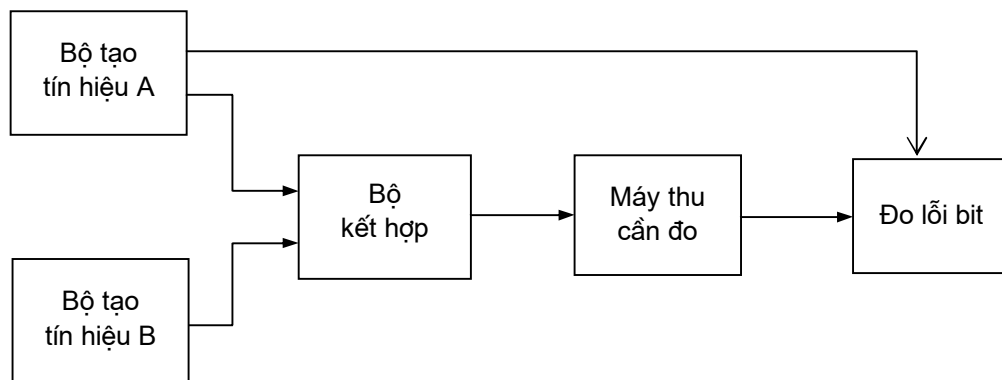 Bộ tạo
tín hiệu A
Bộ
kết hợp
Máy thu
cần đo
Đo lỗi bit
Bộ tạo
tín hiệu B